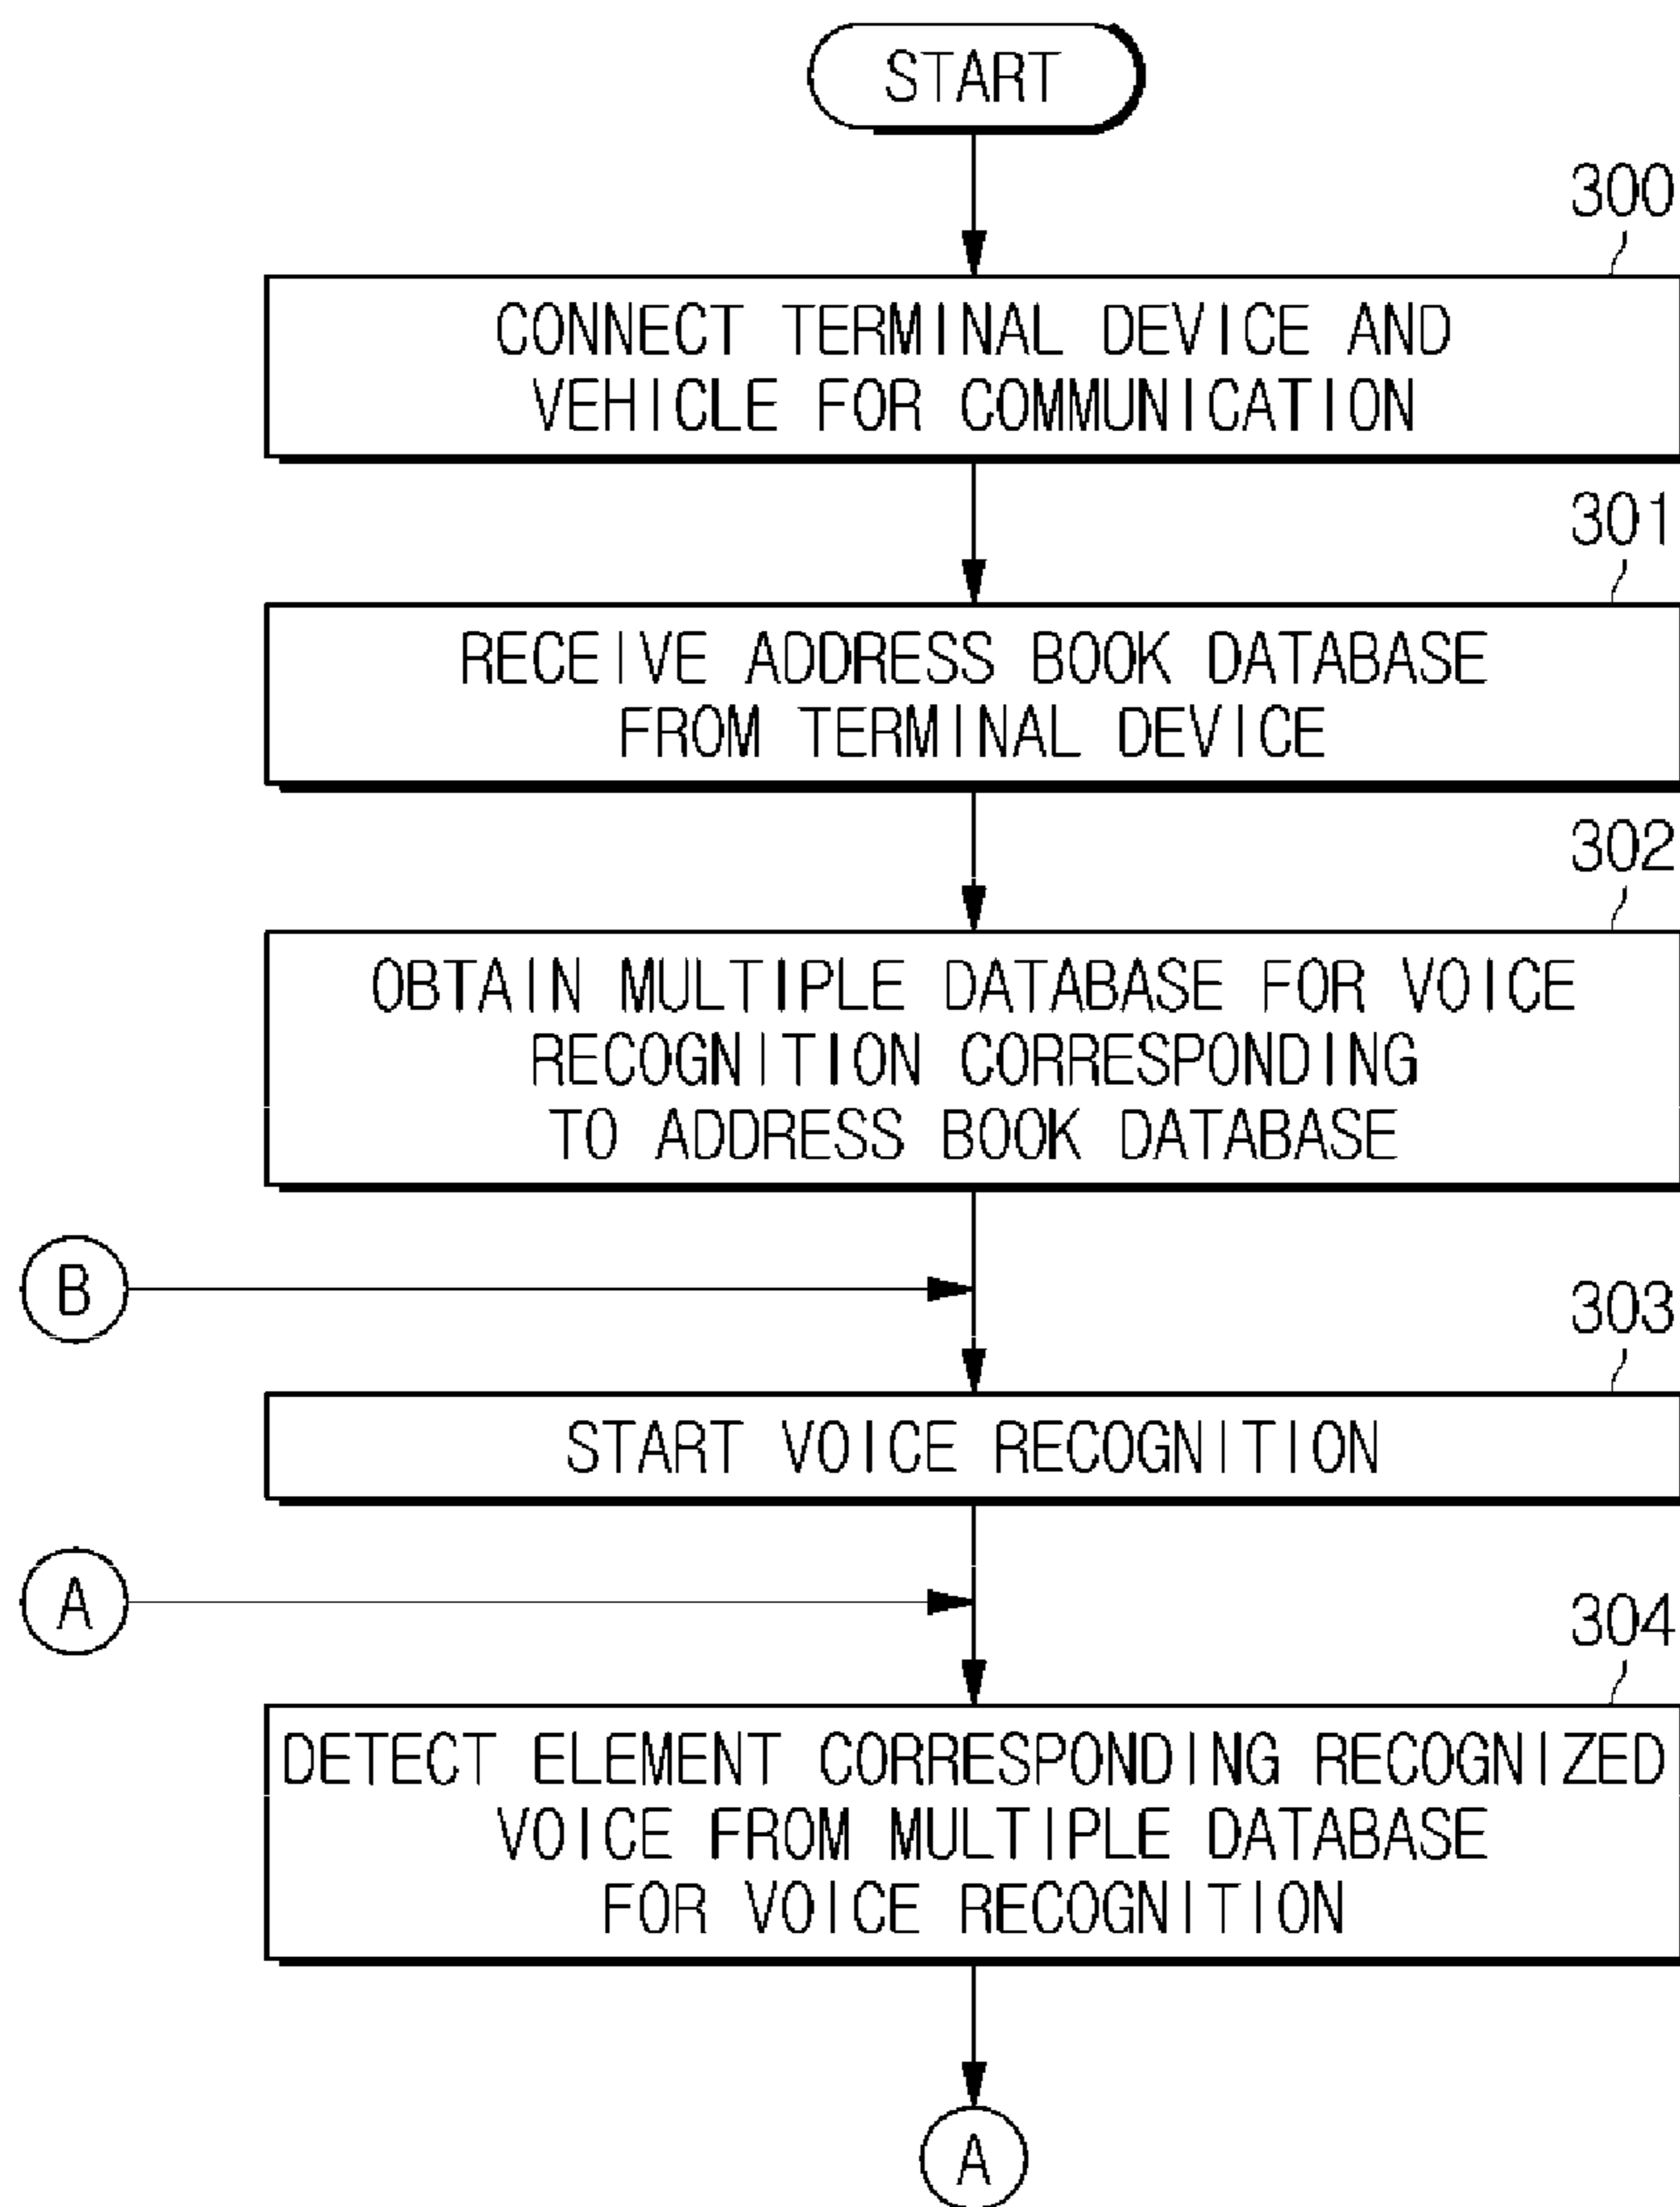 START
300
CONNECT TERMINAL DEVICE AND
VEHICLE FOR COMMUNICATION
301
RECEIVE ADDRESS BOOK DATABASE
FROM TERMINAL DEVICE
302
OBTAIN MULTIPLE DATABASE FOR VOICE
RECOGNITION CORRESPONDING
TO ADDRESS BOOK DATABASE
B
303
START VOICE RECOGNITION
A
304
DETECT ELEMENT CORRESPONDING RECOGNIZED
VOICE FROM MULTIPLE DATABASE
FOR VOICE RECOGNITION
A